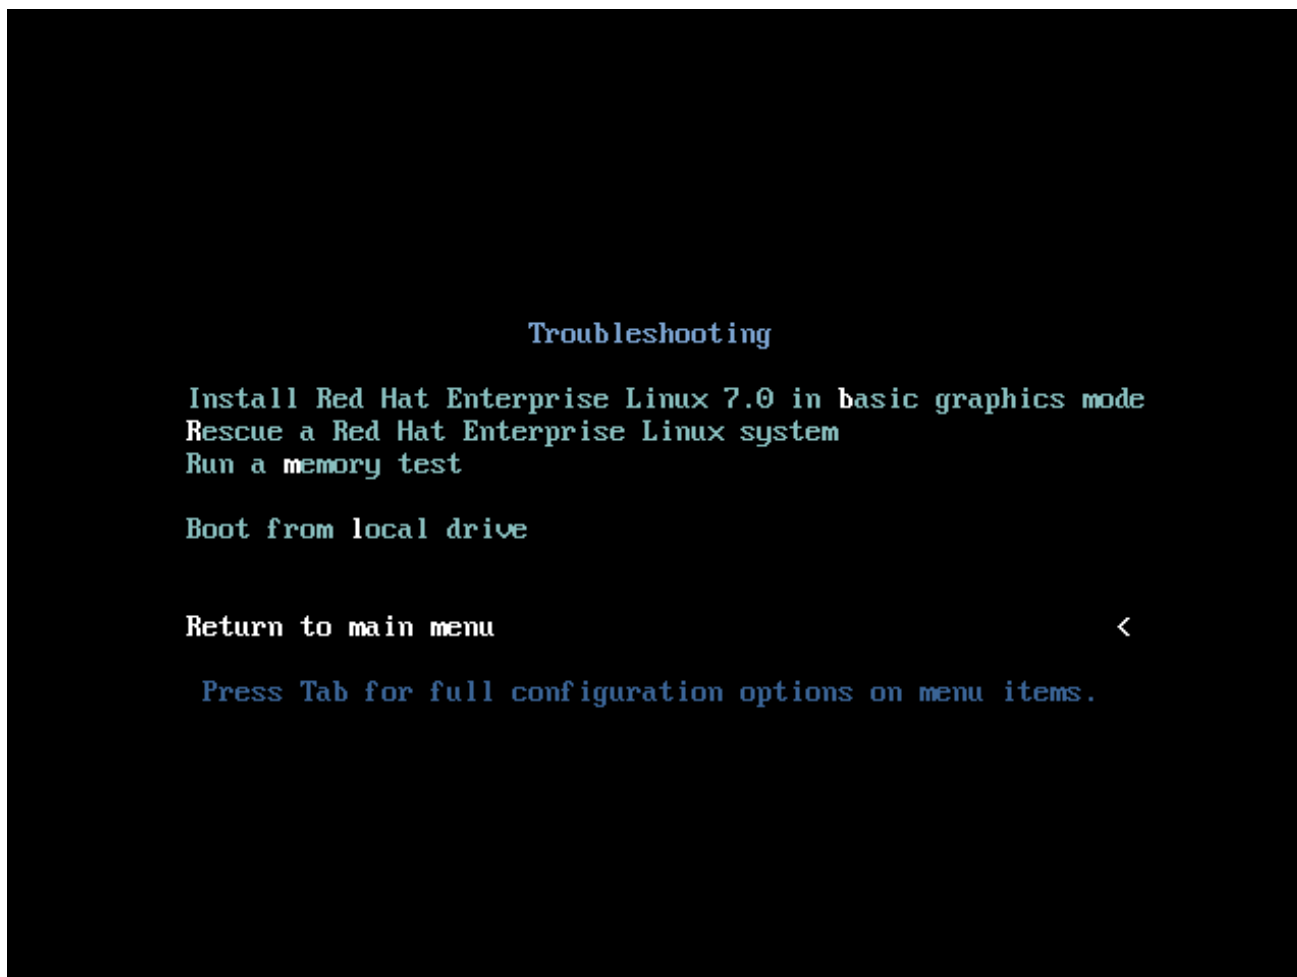 Troubleshooting
Install Red Hat Enterprise Linux 7.0 in basic graphics mode
Rescue a Red Hat Enterprise Linux system
Run a memory test
Boot from local drive
Return to main menu <
Press Tab for full configuration options on menu items.